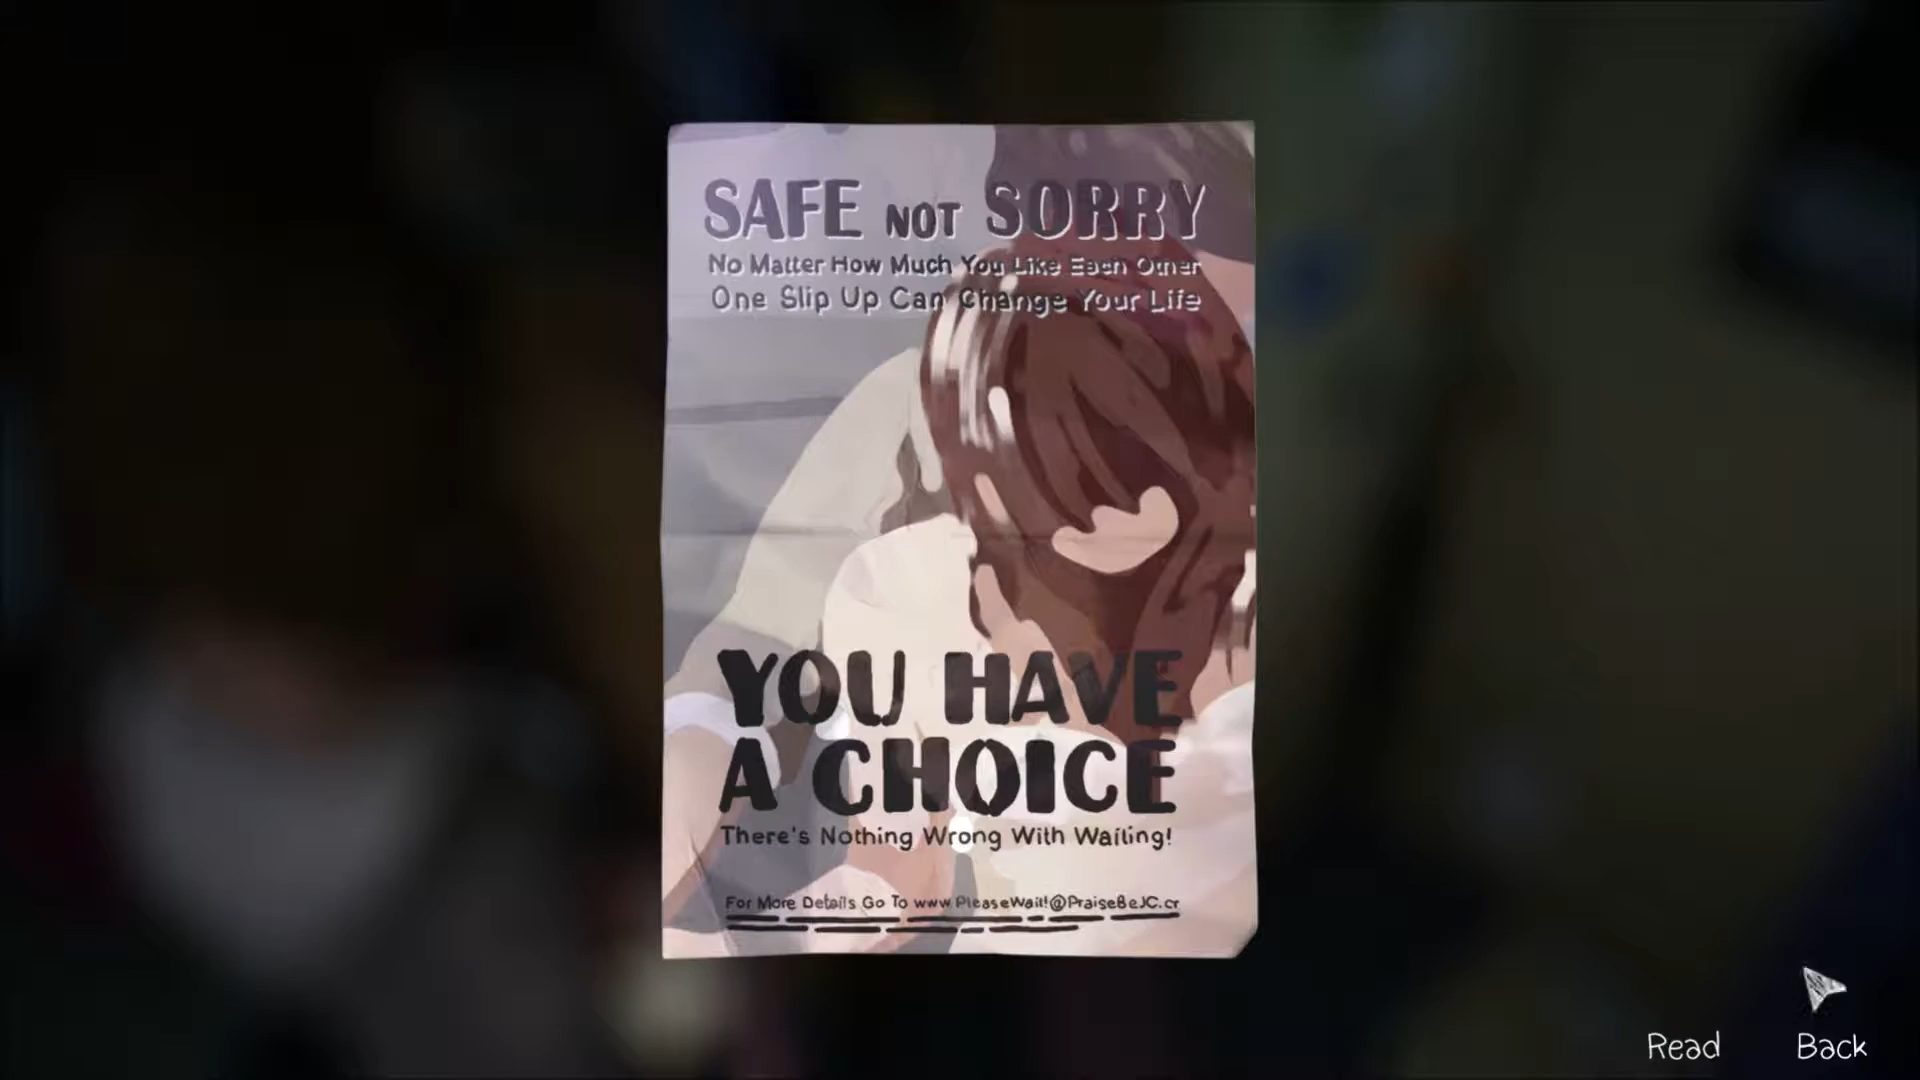 SAFE NOT SORRY
No Matter How Much You Like Each Other
One Slip Up Can Change Your Life
YOU HAVE
A CHOICE
There's Nothing Wrong With Waiting!
For More Details Go To www.PleaseWait!@PraiseBeJC.cr
Read Back